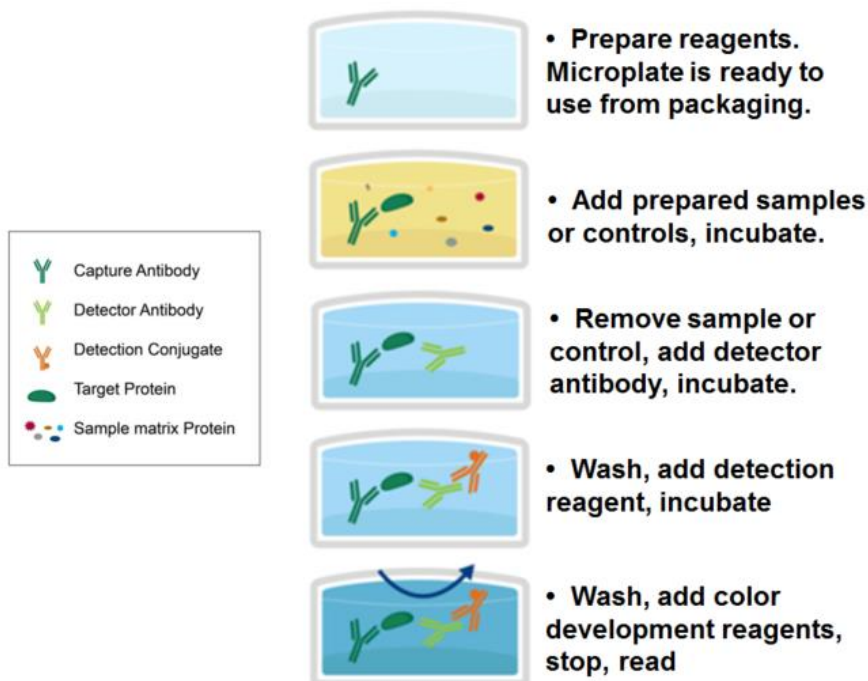 • Prepare reagents.
Microplate is ready to
use from packaging.
• Add prepared samples
or controls, incubate.
Capture Antibody
Detector Antibody
Detection Conjugate
Target Protein
Sample matrix Protein
• Remove sample or
control, add detector
antibody, incubate.
• Wash, add detection
reagent, incubate
• Wash, add color
development reagents,
stop, read